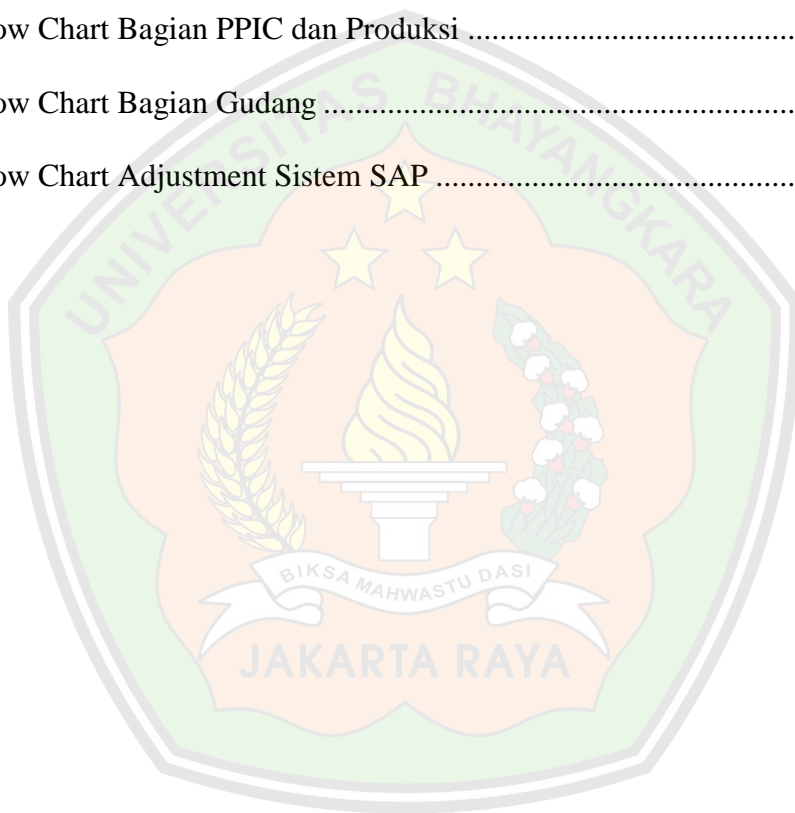 ow Chart Bagian PPIC dan Produksi ........................................
ow Chart Bagian Gudang ..........................................................
ow Chart Adjustment Sistem SAP ............................................
UNIVERSITAS BHAYANGKARA
BIKSA MAHWASTU DASI
JAKARTA RAYA